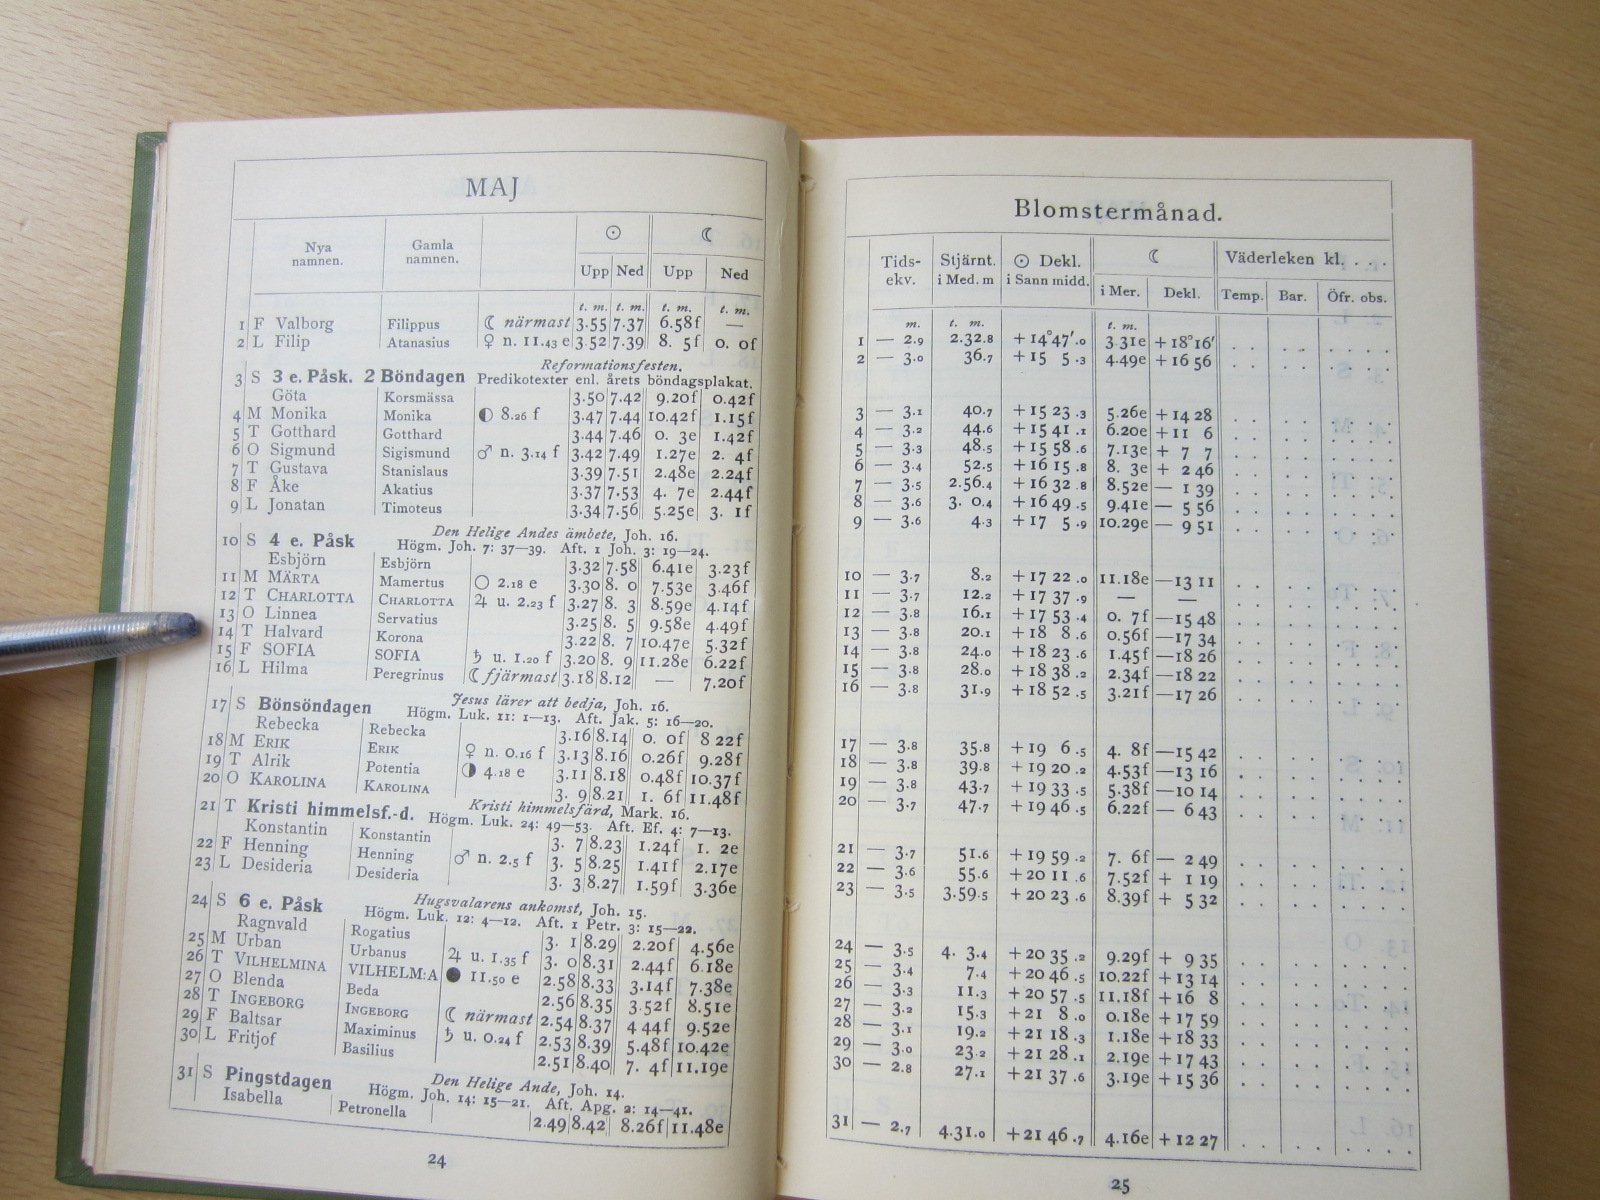 MAJ
Nya namnen. Gamla namnen. ☉ ☾
Upp Ned Upp Ned
t. m. t. m. t. m. t. m.
1 F Valborg Filippus ☾ närmast 3.55 7.37 6.58f —
2 L Filip Atanasius ♀ n. 11.43 e 3.52 7.39 8. 5f 0. 0f
Reformationsfesten.
3 S 3 e. Påsk. 2 Böndagen Predikotexter enl. årets böndagsplakat.
Göta Korsmässa 3.50 7.42 9.20f 0.42f
4 M Monika Monika ◐ 8.26 f 3.47 7.44 10.42f 1.15f
5 T Gotthard Gotthard 3.44 7.46 0. 3e 1.42f
6 O Sigmund Sigismund ♂ n. 3.14 f 3.42 7.49 1.27e 2. 4f
7 T Gustava Stanislaus 3.39 7.51 2.48e 2.24f
8 F Åke Akatius 3.37 7.53 4. 7e 2.44f
9 L Jonatan Timoteus 3.34 7.56 5.25e 3. 1f
Den Helige Andes ämbete, Joh. 16.
10 S 4 e. Påsk Högm. Joh. 7: 37—39. Aft. 1 Joh. 3: 19—24.
Esbjörn Esbjörn 3.32 7.58 6.41e 3.23f
11 M MÄRTA Mamertus ○ 2.18 e 3.30 8. 0 7.53e 3.46f
12 T CHARLOTTA CHARLOTTA ♃ u. 2.23 f 3.27 8. 3 8.59e 4.14f
13 O Linnea Servatius 3.25 8. 5 9.58e 4.49f
14 T Halvard Korona 3.22 8. 7 10.47e 5.32f
15 F SOFIA SOFIA ♄ u. 1.20 f 3.20 8. 9 11.28e 6.22f
16 L Hilma Peregrinus ☾ fjärmast 3.18 8.12 — 7.20f
Jesus lärer att bedja, Joh. 16.
17 S Bönsöndagen Högm. Luk. 11: 1—13. Aft. Jak. 5: 16—20.
Rebecka Rebecka 3.16 8.14 0. 0f 8 22f
18 M ERIK ERIK ♀ n. 0.16 f 3.13 8.16 0.26f 9.28f
19 T Alrik Potentia ◑ 4.18 e 3.11 8.18 0.48f 10.37f
20 O KAROLINA KAROLINA 3. 9 8.21 1. 6f 11.48f
21 T Kristi himmelsf.-d. Kristi himmelsfärd, Mark. 16.
Högm. Luk. 24: 49—53. Aft. Ef. 4: 7—13.
Konstantin Konstantin 3. 7 8.23 1.24f 1. 2e
22 F Henning Henning ♂ n. 2.5 f 3. 5 8.25 1.41f 2.17e
23 L Desideria Desideria 3. 3 8.27 1.59f 3.36e
Hugsvalarens ankomst, Joh. 15.
24 S 6 e. Påsk Högm. Luk. 12: 4—12. Aft. 1 Petr. 3: 15—22.
Ragnvald Rogatius 3. 1 8.29 2.20f 4.56e
25 M Urban Urbanus ♃ u. 1.35 f 3. 0 8.31 2.44f 6.18e
26 T VILHELMINA VILHELM:A ● 11.50 e 2.58 8.33 3.14f 7.38e
27 O Blenda Beda 2.56 8.35 3.52f 8.51e
28 T INGEBORG INGEBORG ☾ närmast 2.54 8.37 4 44f 9.52e
29 F Baltsar Maximinus ♄ u. 0.24 f 2.53 8.39 5.48f 10.42e
30 L Fritjof Basilius 2.51 8.40 7. 4f 11.19e
Den Helige Ande, Joh. 14.
31 S Pingstdagen Högm. Joh. 14: 15—21. Aft. Apg. 2: 14—41.
Isabella Petronella 2.49 8.42 8.26f 11.48e
24
Blomstermånad.
Tids-ekv. Stjärnt. i Med. m ☉ Dekl. i Sann midd. ☾ Väderleken kl. . . .
i Mer. Dekl. Temp. Bar. Öfr. obs.
m. t. m. t. m.
1 — 2.9 2.32.8 +14°47′.0 3.31e +18°16′
2 — 3.0 36.7 +15 5.3 4.49e +16 56
3 — 3.1 40.7 +15 23.3 5.26e +14 28
4 — 3.2 44.6 +15 41.1 6.20e +11 6
5 — 3.3 48.5 +15 58.6 7.13e + 7 7
6 — 3.4 52.5 +16 15.8 8. 3e + 2 46
7 — 3.5 2.56.4 +16 32.8 8.52e — 1 39
8 — 3.6 3. 0.4 +16 49.5 9.41e — 5 56
9 — 3.6 4.3 +17 5.9 10.29e — 9 51
10 — 3.7 8.2 +17 22.0 11.18e —13 11
11 — 3.7 12.2 +17 37.9 — —
12 — 3.8 16.1 +17 53.4 0. 7f —15 48
13 — 3.8 20.1 +18 8.6 0.56f —17 34
14 — 3.8 24.0 +18 23.6 1.45f —18 26
15 — 3.8 28.0 +18 38.2 2.34f —18 22
16 — 3.8 31.9 +18 52.5 3.21f —17 26
17 — 3.8 35.8 +19 6.5 4. 8f —15 42
18 — 3.8 39.8 +19 20.2 4.53f —13 16
19 — 3.8 43.7 +19 33.5 5.38f —10 14
20 — 3.7 47.7 +19 46.5 6.22f — 6 43
21 — 3.7 51.6 +19 59.2 7. 6f — 2 49
22 — 3.6 55.6 +20 11.6 7.52f + 1 19
23 — 3.5 3.59.5 +20 23.6 8.39f + 5 32
24 — 3.5 4. 3.4 +20 35.2 9.29f + 9 35
25 — 3.4 7.4 +20 46.5 10.22f +13 14
26 — 3.3 11.3 +20 57.5 11.18f +16 8
27 — 3.2 15.3 +21 8.0 0.18e +17 59
28 — 3.1 19.2 +21 18.3 1.18e +18 33
29 — 3.0 23.2 +21 28.1 2.19e +17 43
30 — 2.8 27.1 +21 37.6 3.19e +15 36
31 — 2.7 4.31.0 +21 46.7 4.16e +12 27
25